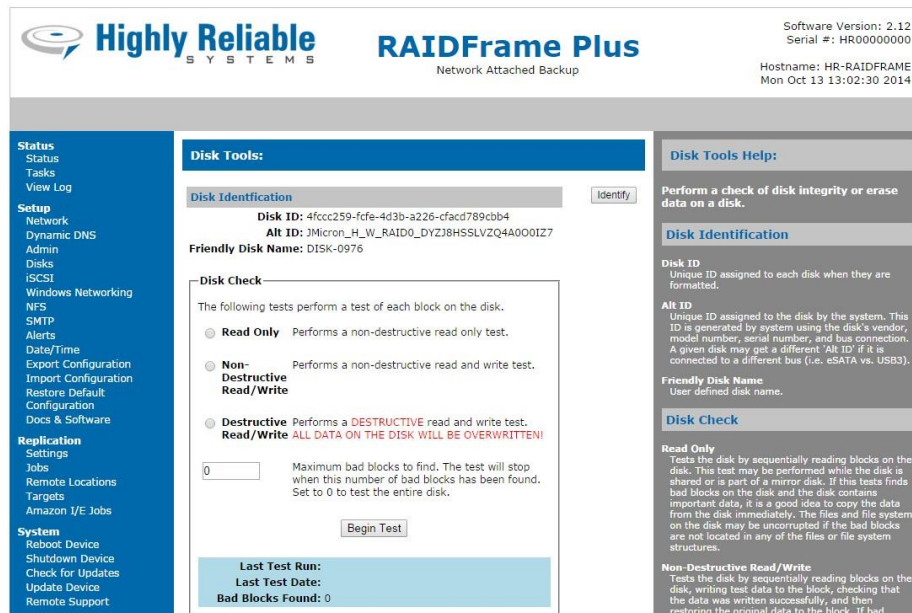 Highly Reliable
SYSTEMS
RAIDFrame Plus
Network Attached Backup
Software Version: 2.12
Serial #: HR00000000
Hostname: HR-RAIDFRAME
Mon Oct 13 13:02:30 2014
Status
Status
Tasks
View Log
Setup
Network
Dynamic DNS
Admin
Disks
iSCSI
Windows Networking
NFS
SMTP
Alerts
Date/Time
Export Configuration
Import Configuration
Restore Default
Configuration
Docs & Software
Replication
Settings
Jobs
Remote Locations
Targets
Amazon I/E Jobs
System
Reboot Device
Shutdown Device
Check for Updates
Update Device
Remote Support
Disk Tools:
Disk Identfication
Identify
Disk ID: 4fccc259-fcfe-4d3b-a226-cfacd789cbb4
Alt ID: JMicron_H_W_RAID0_DYZJ8HSSLVZQ4A0O0IZ7
Friendly Disk Name: DISK-0976
Disk Check
The following tests perform a test of each block on the disk.
Read Only Performs a non-destructive read only test.
Non- Performs a non-destructive read and write test.
Destructive
Read/Write
Destructive Performs a DESTRUCTIVE read and write test.
Read/Write ALL DATA ON THE DISK WILL BE OVERWRITTEN!
0 Maximum bad blocks to find. The test will stop
when this number of bad blocks has been found.
Set to 0 to test the entire disk.
Begin Test
Last Test Run:
Last Test Date:
Bad Blocks Found: 0
Disk Tools Help:
Perform a check of disk integrity or erase
data on a disk.
Disk Identification
Disk ID
Unique ID assigned to each disk when they are
formatted.
Alt ID
Unique ID assigned to the disk by the system. This
ID is generated by system using the disk's vendor,
model number, serial number, and bus connection.
A given disk may get a different 'Alt ID' if it is
connected to a different bus (i.e. eSATA vs. USB3).
Friendly Disk Name
User defined disk name.
Disk Check
Read Only
Tests the disk by sequentially reading blocks on the
disk. This test may be performed while the disk is
shared or is part of a mirror disk. If this tests finds
bad blocks on the disk and the disk contains
important data, it is a good idea to copy the data
from the disk immediately. The files and file system
on the disk may be uncorrupted if the bad blocks
are not located in any of the files or file system
structures.
Non-Destructive Read/Write
Tests the disk by sequentially reading blocks on the
disk, writing test data to the block, checking that
the data was written successfully, and then
restoring the original data to the block. If bad